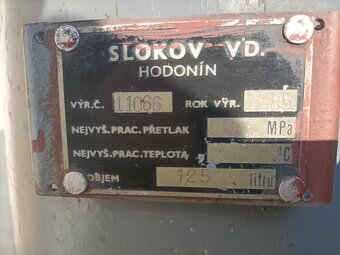 SLOKOV VD.
HODONÍN
VÝR.Č. 11066 ROK VÝR.
NEJVYŠ.PRAC.PŘETLAK MPa
NEJVYŠ.PRAC.TEPLOTA °C
OBJEM 125 litrů